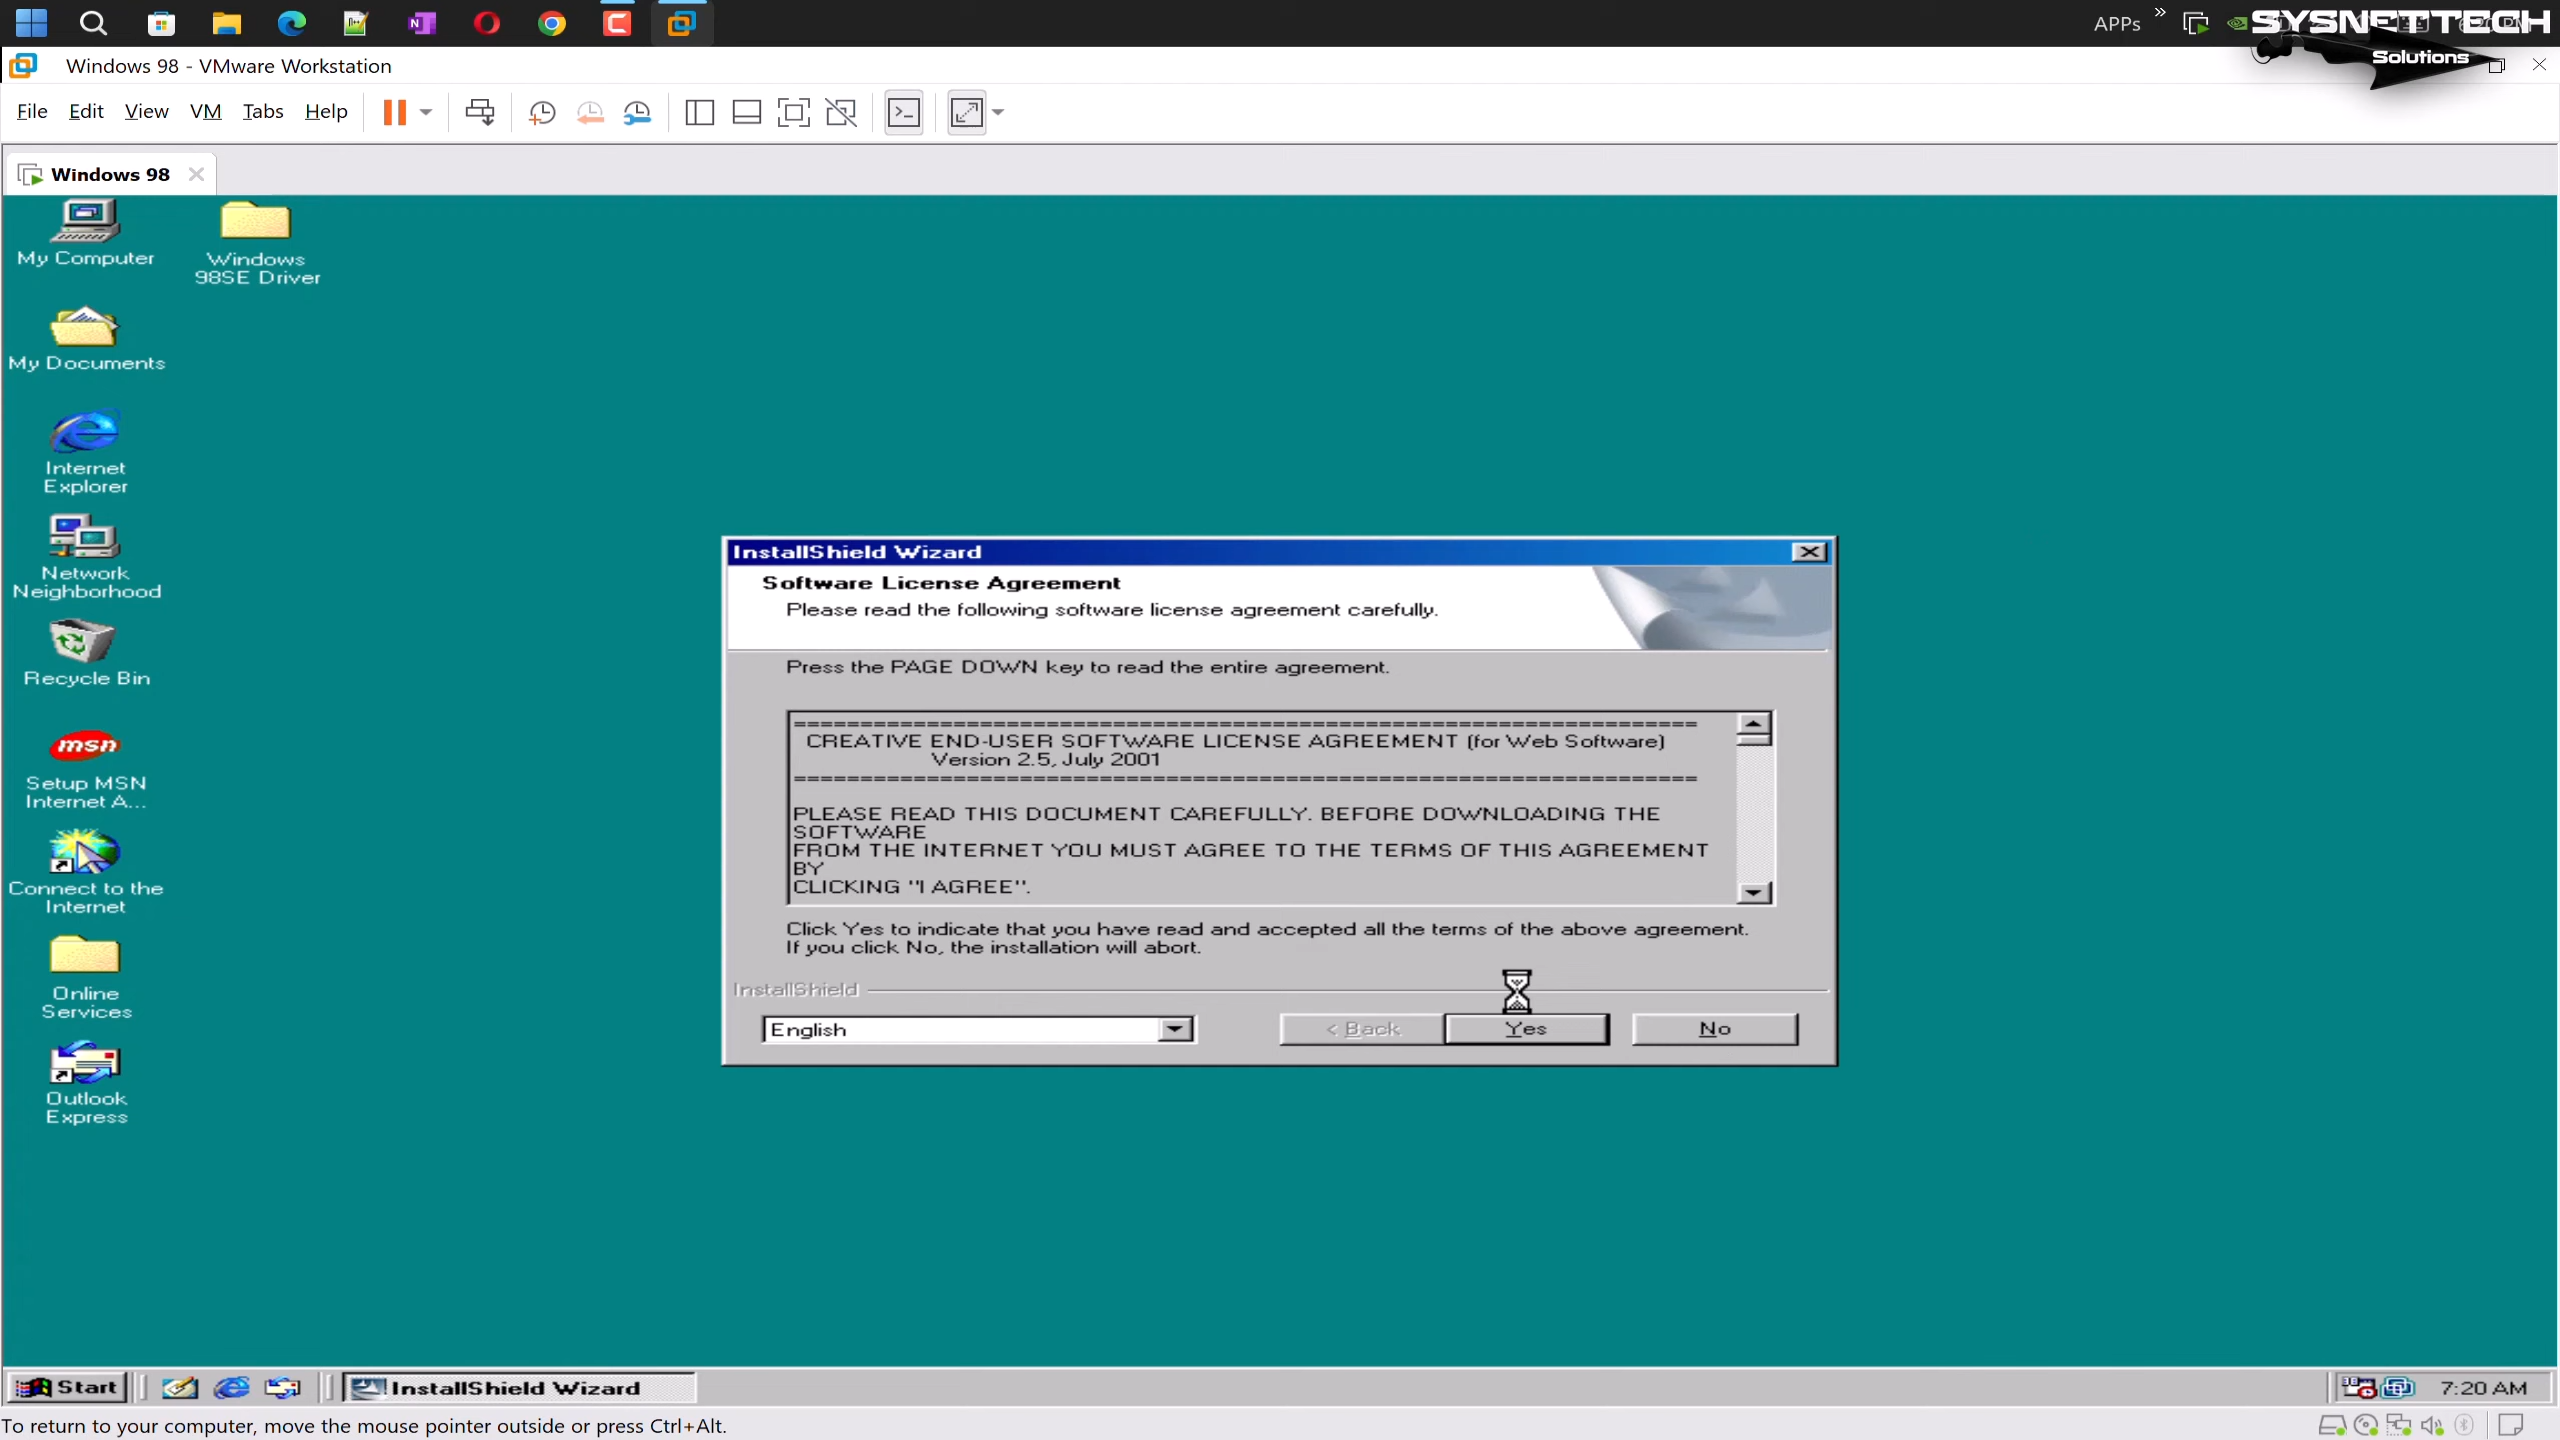 APPs
SYSNETTECH
Solutions
Windows 98 - VMware Workstation
File Edit View VM Tabs Help
Windows 98
My Computer
Windows
98SE Driver
My Documents
Internet
Explorer
Network
Neighborhood
Recycle Bin
msn
Setup MSN
Internet A...
Connect to the
Internet
Online
Services
Outlook
Express
InstallShield Wizard
Software License Agreement
Please read the following software license agreement carefully.
Press the PAGE DOWN key to read the entire agreement.
====================================================================
CREATIVE END-USER SOFTWARE LICENSE AGREEMENT (for Web Software)
Version 2.5, July 2001
====================================================================
PLEASE READ THIS DOCUMENT CAREFULLY. BEFORE DOWNLOADING THE
SOFTWARE
FROM THE INTERNET YOU MUST AGREE TO THE TERMS OF THIS AGREEMENT
BY
CLICKING "I AGREE".
Click Yes to indicate that you have read and accepted all the terms of the above agreement.
If you click No, the installation will abort.
InstallShield
English
< Back
Yes
No
Start
InstallShield Wizard
7:20 AM
To return to your computer, move the mouse pointer outside or press Ctrl+Alt.